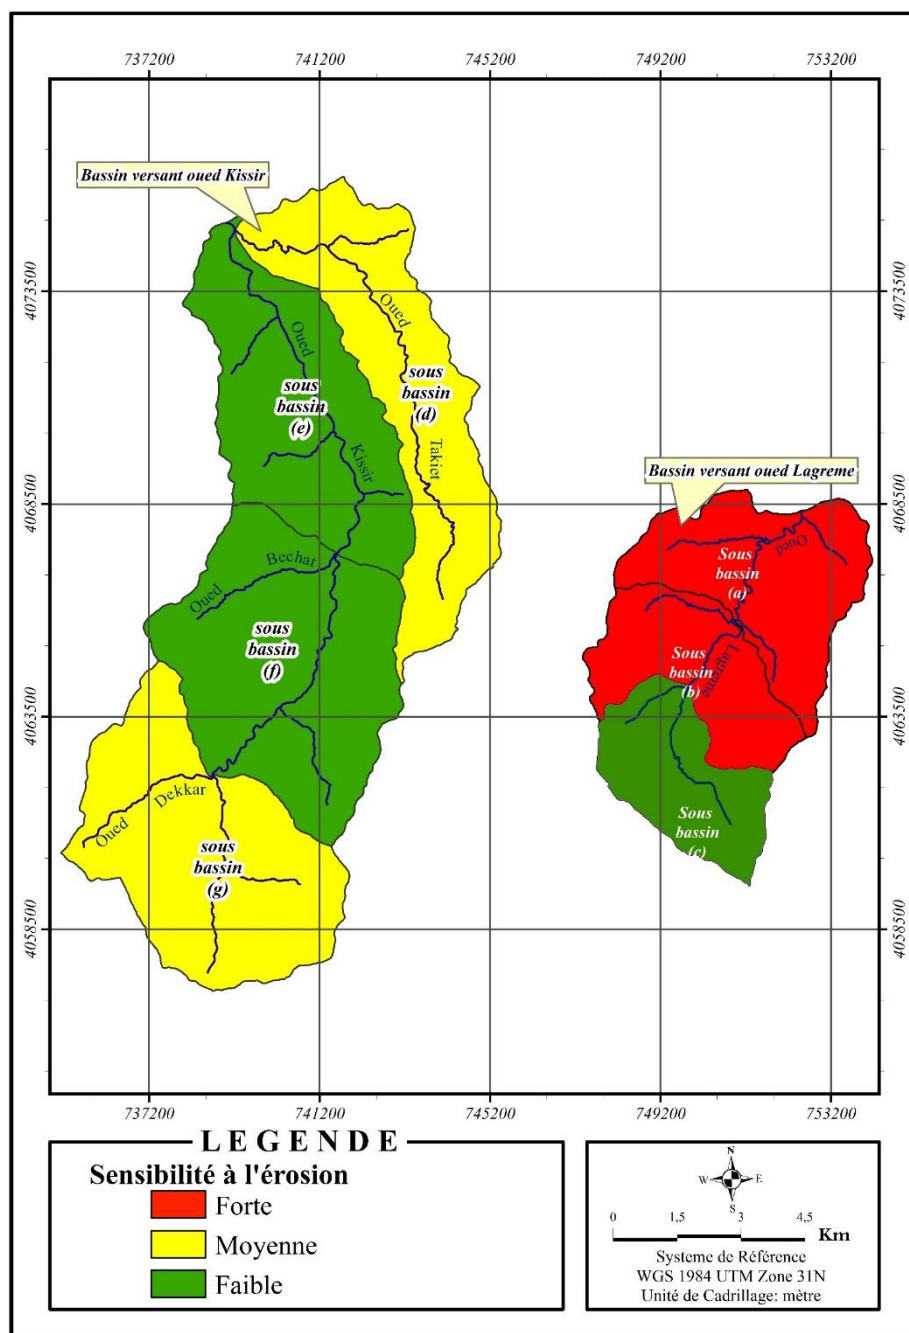 737200 741200 745200 749200 753200
Bassin versant oued Kissir
4073500 4073500
Oued
Oued
sous
bassin
(d)
sous
bassin
(e)
Takiet
Kissir
Bassin versant oued Lagreme
4068500 4068500
Oued
Bechat
Oued
Sous
bassin
(a)
sous
bassin
(f)
Sous
bassin
(b)
Lagreme
4063500 4063500
Dekkar
Oued
sous
bassin
(g)
Sous
bassin
(c)
4058500 4058500
737200 741200 745200 749200 753200
LEGENDE
Sensibilité à l'érosion
Forte
Moyenne
Faible
N
W E
S
0 1,5 3 4,5
Km
Systeme de Référence
WGS 1984 UTM Zone 31N
Unité de Cadrillage: mètre